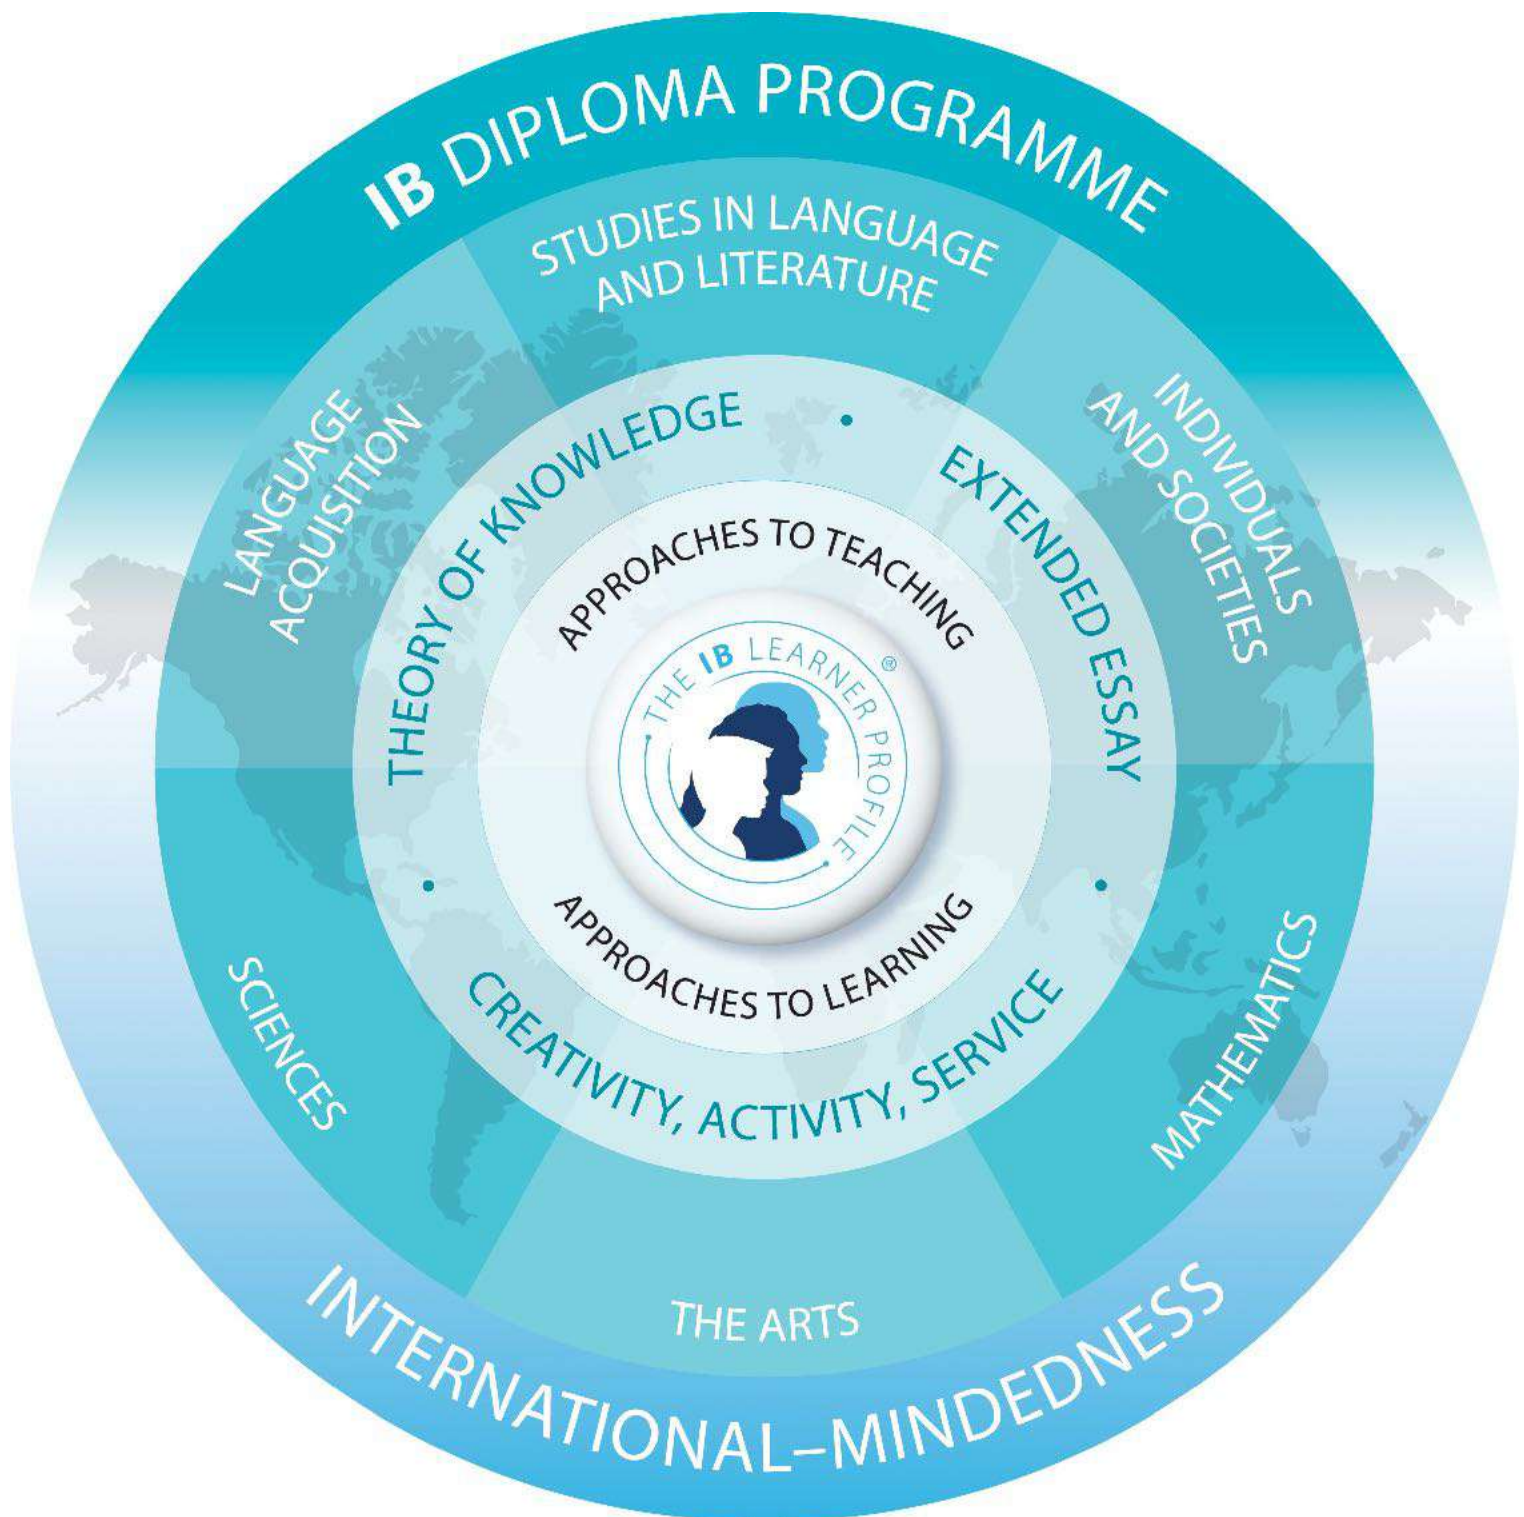 IB DIPLOMA PROGRAMME
STUDIES IN LANGUAGE
AND LITERATURE
LANGUAGE
ACQUISITION
INDIVIDUALS
AND SOCIETIES
THEORY OF KNOWLEDGE
•
EXTENDED ESSAY
APPROACHES TO TEACHING
THE IB LEARNER PROFILE
®
APPROACHES TO LEARNING
•
•
CREATIVITY, ACTIVITY, SERVICE
SCIENCES
MATHEMATICS
THE ARTS
INTERNATIONAL–MINDEDNESS